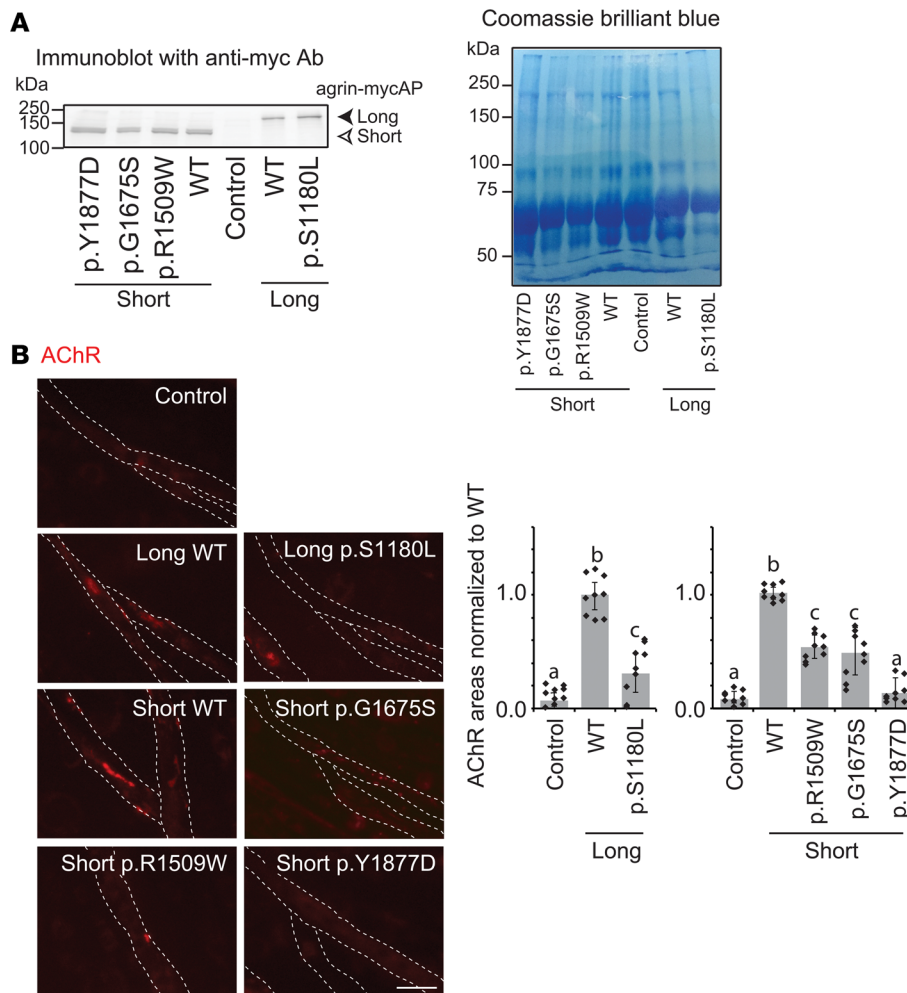 A
Immunoblot with anti-myc Ab
kDa
agrin-mycAP
250
150
100
Long
Short
p.Y1877D
p.G1675S
p.R1509W
WT
Control
WT
p.S1180L
Short
Long
Coomassie brilliant blue
kDa
250
150
100
75
50
p.Y1877D
p.G1675S
p.R1509W
WT
Control
WT
p.S1180L
Short
Long
B AChR
Control
Long WT
Long p.S1180L
Short WT
Short p.G1675S
Short p.R1509W
Short p.Y1877D
AChR areas normalized to WT
1.0
0.0
a
b
c
Control
WT
p.S1180L
Long
1.0
0.0
a
b
c
c
a
Control
WT
p.R1509W
p.G1675S
p.Y1877D
Short